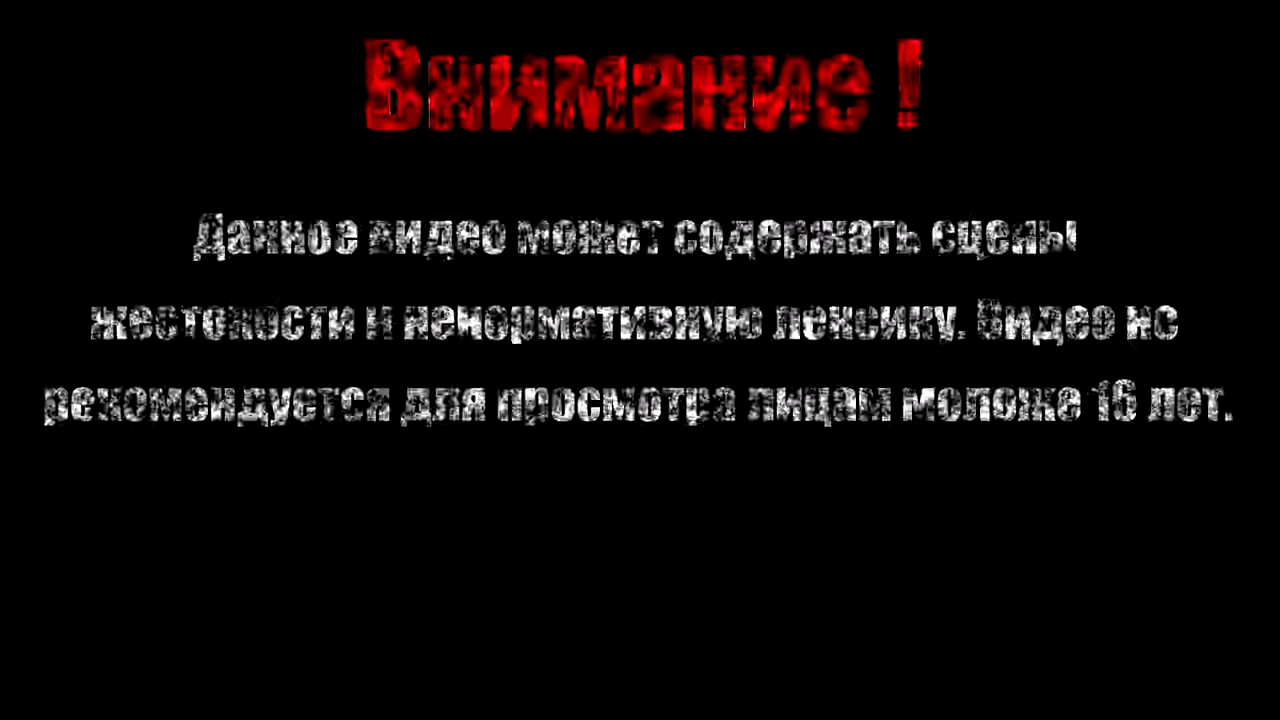 Внимание !
Данное видео может содержать сцены
жестокости и ненормативную лексику. Видео не
рекомендуется для просмотра лицам моложе 16 лет.